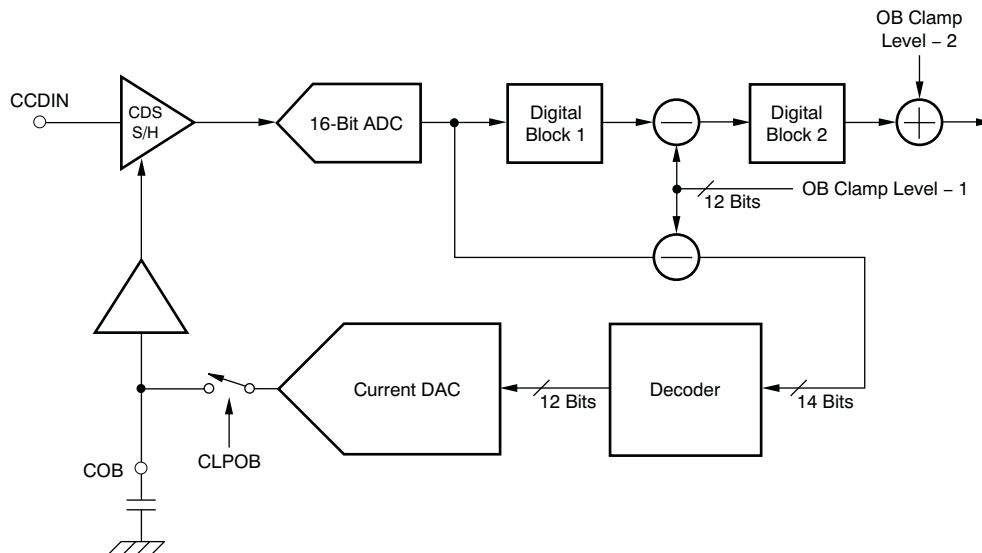 OB Clamp
Level – 2
CCDIN
CDS
S/H
16-Bit ADC
Digital
Block 1
Digital
Block 2
12 Bits
OB Clamp Level – 1
Current DAC
12 Bits
Decoder
14 Bits
CLPOB
COB